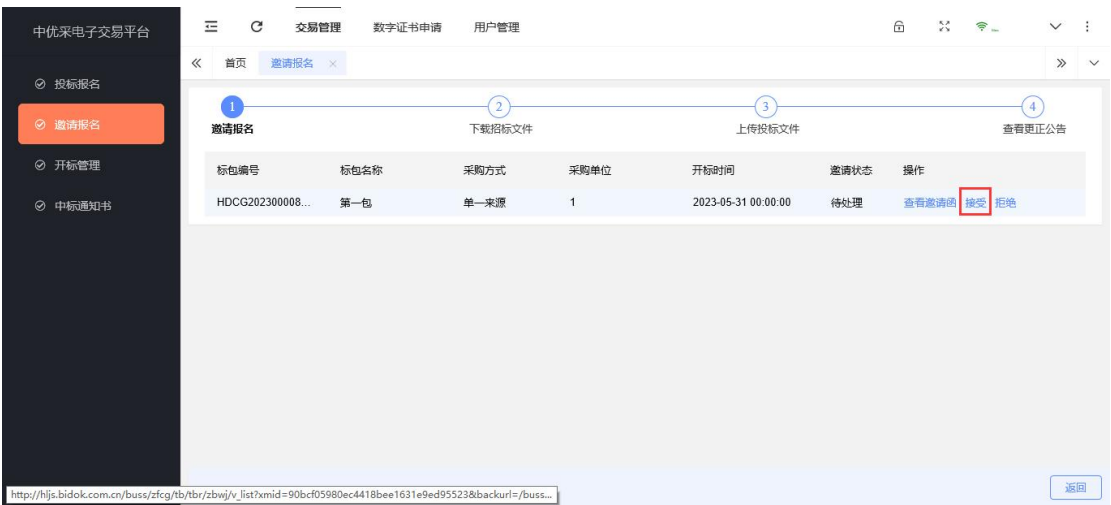 中优采电子交易平台
交易管理 数字证书申请 用户管理
首页 邀请报名
投标报名
邀请报名
开标管理
中标通知书
1 2 3 4
邀请报名 下载招标文件 上传投标文件 查看更正公告
标包编号 标包名称 采购方式 采购单位 开标时间 邀请状态 操作
HDCG202300008... 第一包 单一来源 1 2023-05-31 00:00:00 待处理 查看邀请函 接受 拒绝
返回
http://hljs.bidok.com.cn/buss/zfcg/tb/tbr/zbwj/v_list?xmid=90bcf05980ec4418bee1631e9ed95523&backurl=/buss...